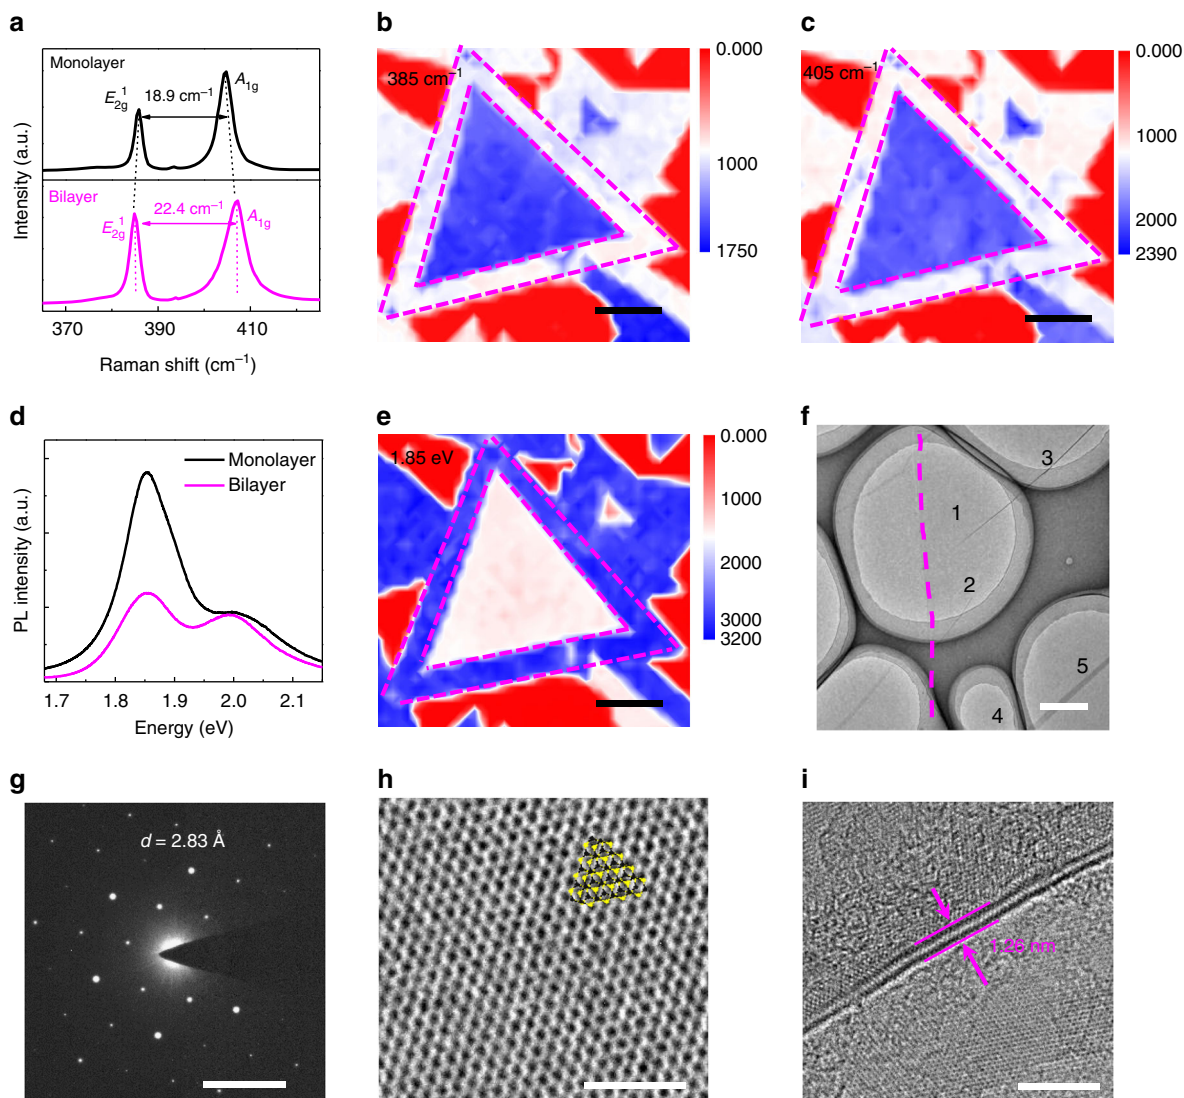 a
Monolayer
E2g1
18.9 cm–1
A1g
Bilayer
E2g1
22.4 cm–1
A1g
Intensity (a.u.)
370
390
410
Raman shift (cm–1)
b
385 cm–1
0.000
1000
1750
c
405 cm–1
0.000
1000
2000
2390
d
Monolayer
Bilayer
PL intensity (a.u.)
1.7
1.8
1.9
2.0
2.1
Energy (eV)
e
1.85 eV
0.000
1000
2000
3000
3200
f
3
1
2
5
4
g
d = 2.83 Å
h
i
1.26 nm